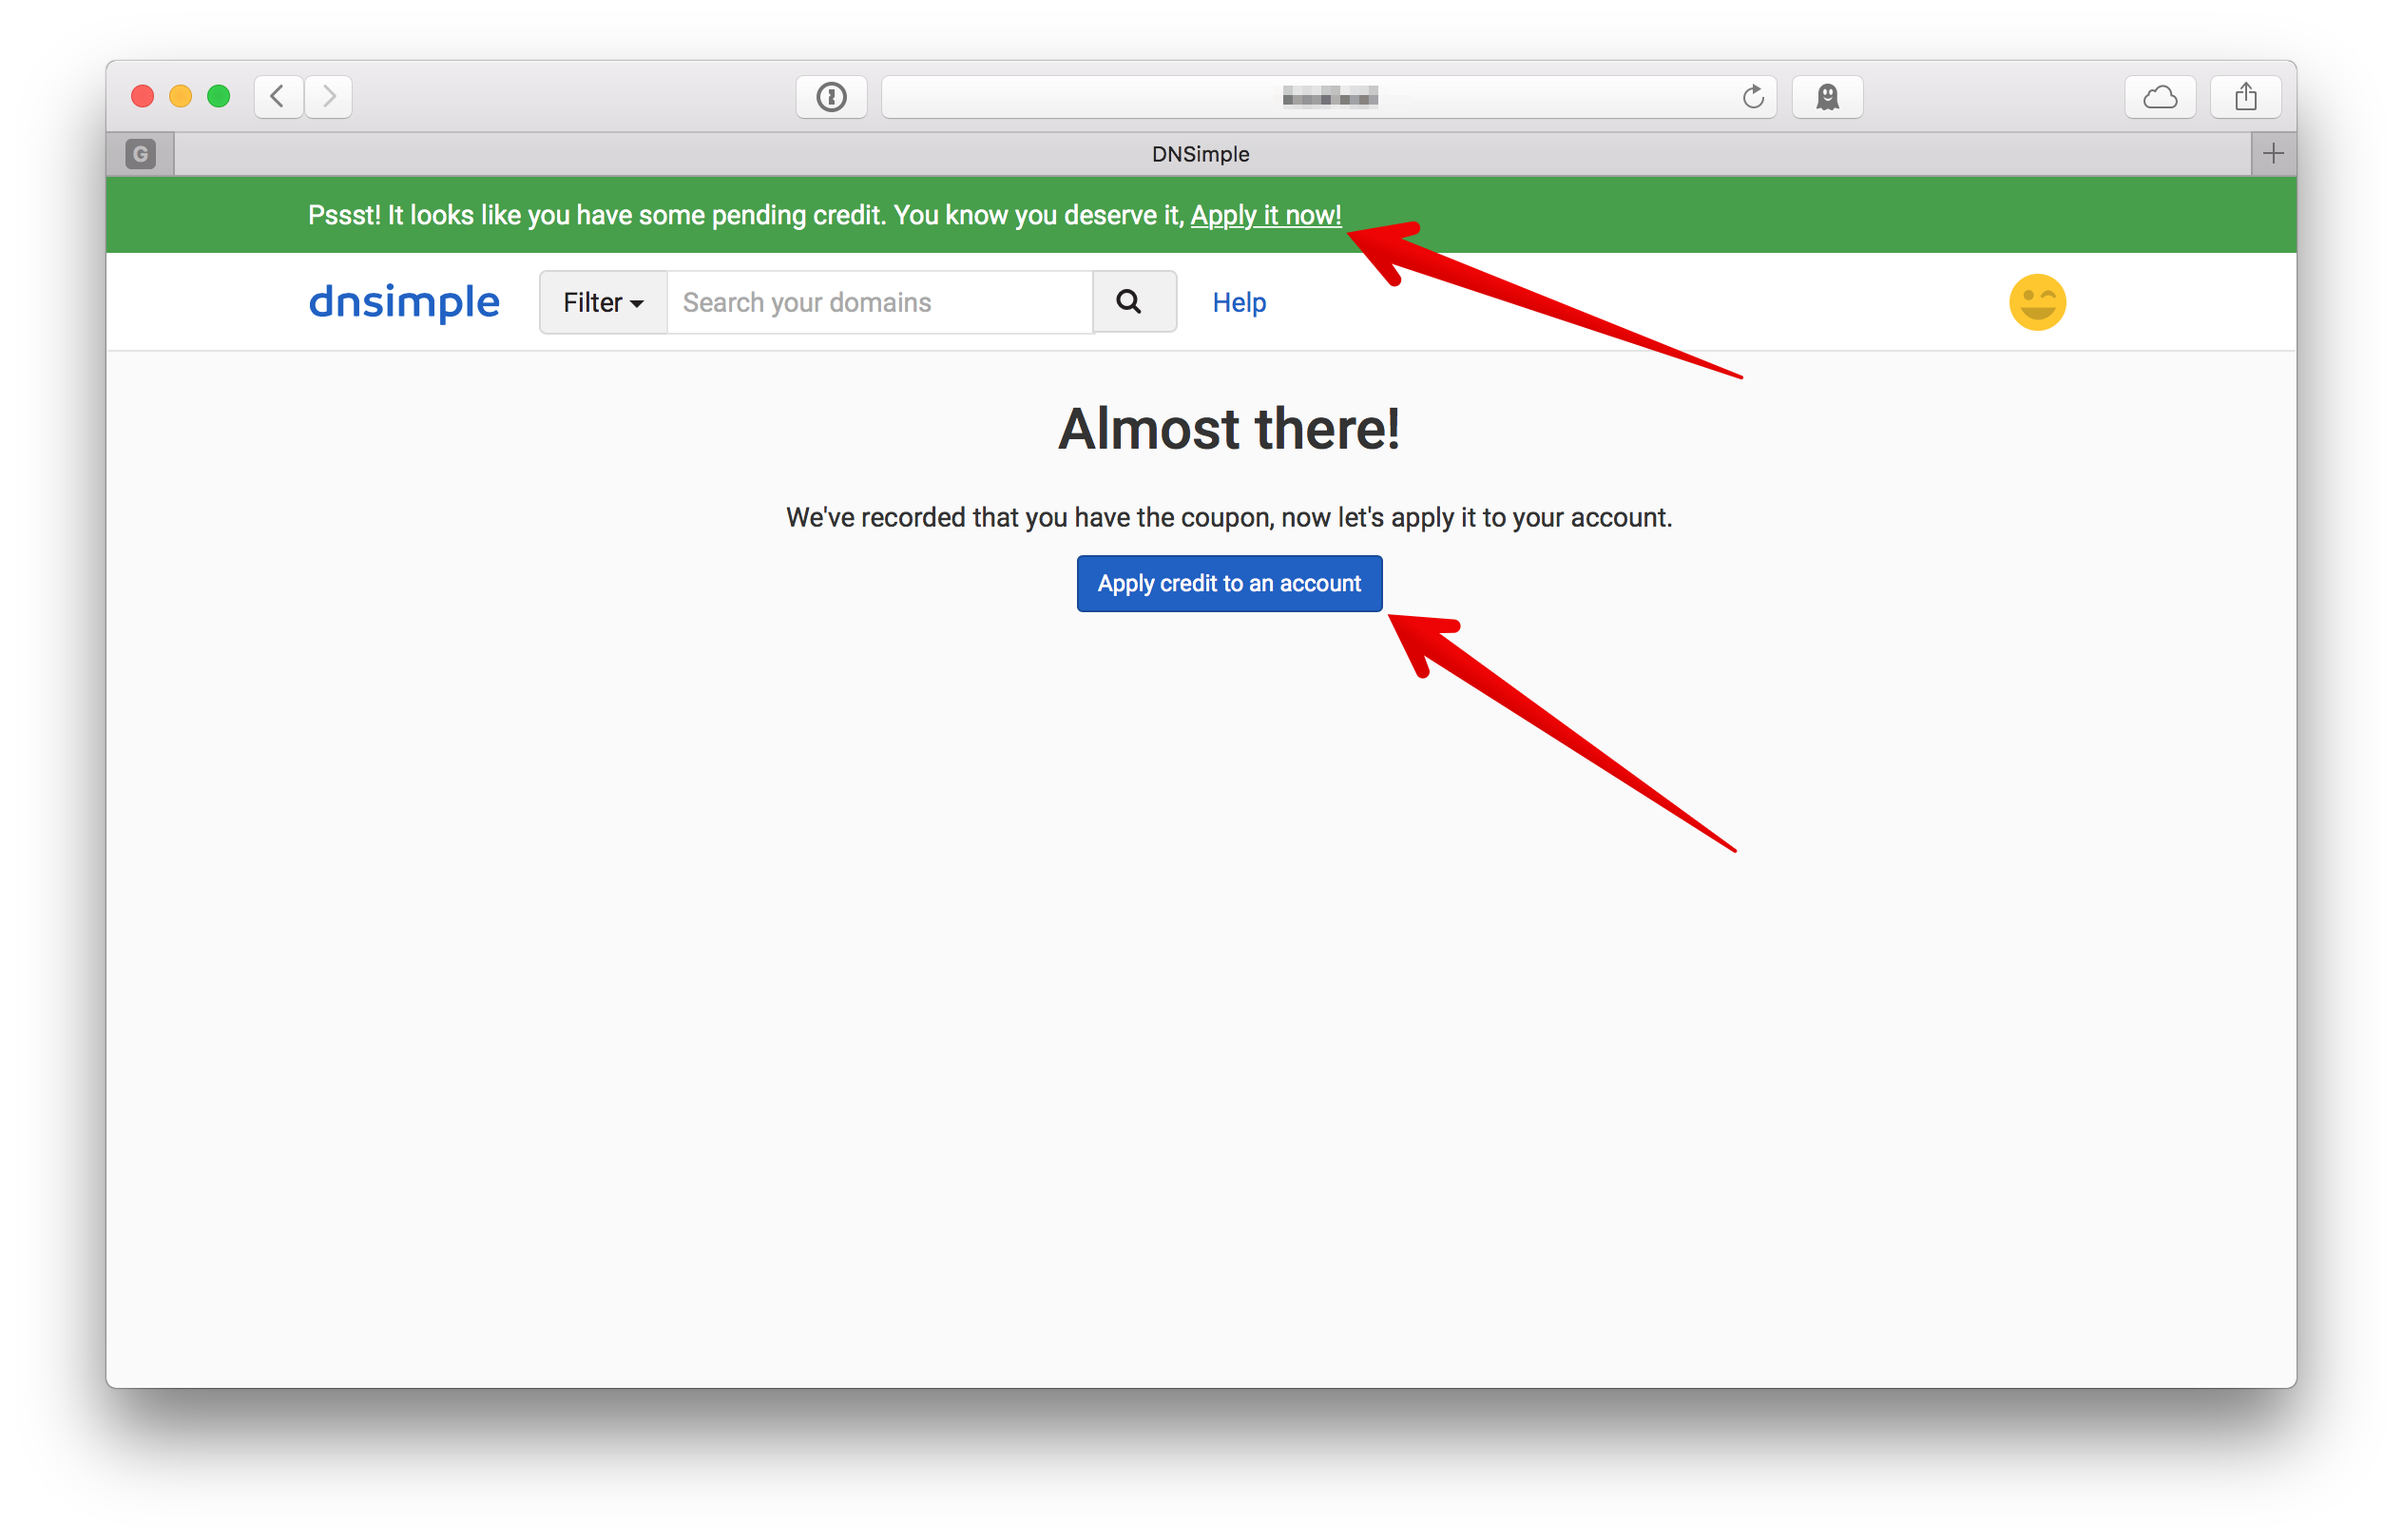 G
DNSimple
Pssst! It looks like you have some pending credit. You know you deserve it, Apply it now!
dnsimple Filter Search your domains Help
Almost there!
We've recorded that you have the coupon, now let's apply it to your account.
Apply credit to an account